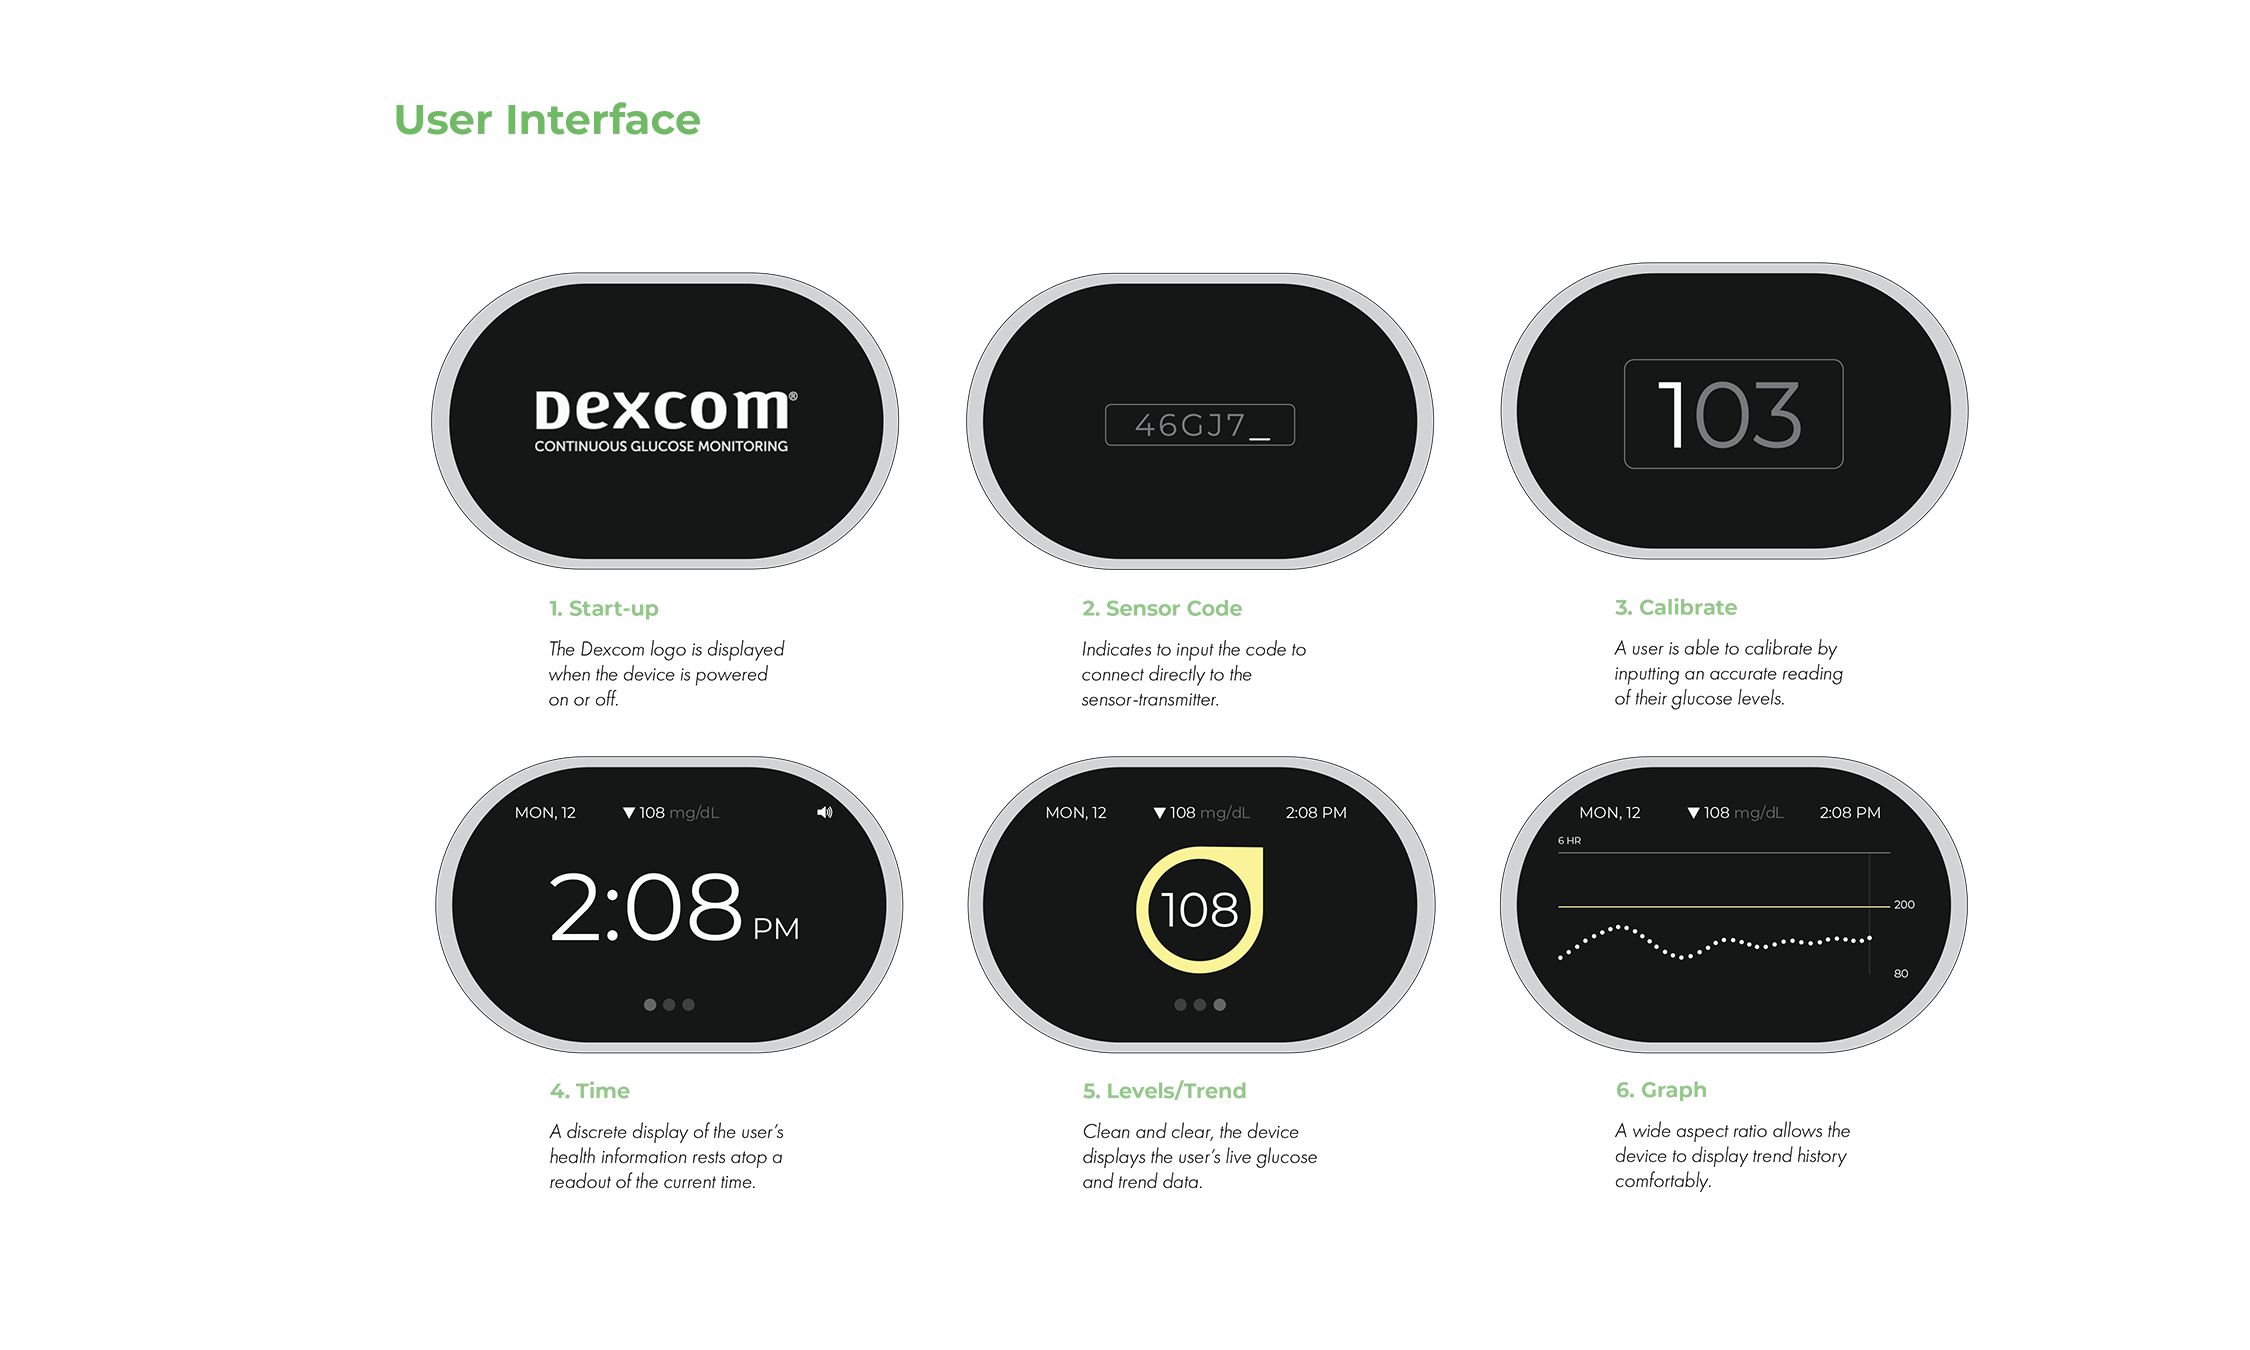 User Interface
Dexcom®
CONTINUOUS GLUCOSE MONITORING
1. Start-up
The Dexcom logo is displayed
when the device is powered
on or off.
46GJ7_
2. Sensor Code
Indicates to input the code to
connect directly to the
sensor-transmitter.
103
3. Calibrate
A user is able to calibrate by
inputting an accurate reading
of their glucose levels.
MON, 12 ▼ 108 mg/dL
2:08 PM
4. Time
A discrete display of the user's
health information rests atop a
readout of the current time.
MON, 12 ▼ 108 mg/dL 2:08 PM
108
5. Levels/Trend
Clean and clear, the device
displays the user's live glucose
and trend data.
MON, 12 ▼ 108 mg/dL 2:08 PM
6 HR
200
80
6. Graph
A wide aspect ratio allows the
device to display trend history
comfortably.